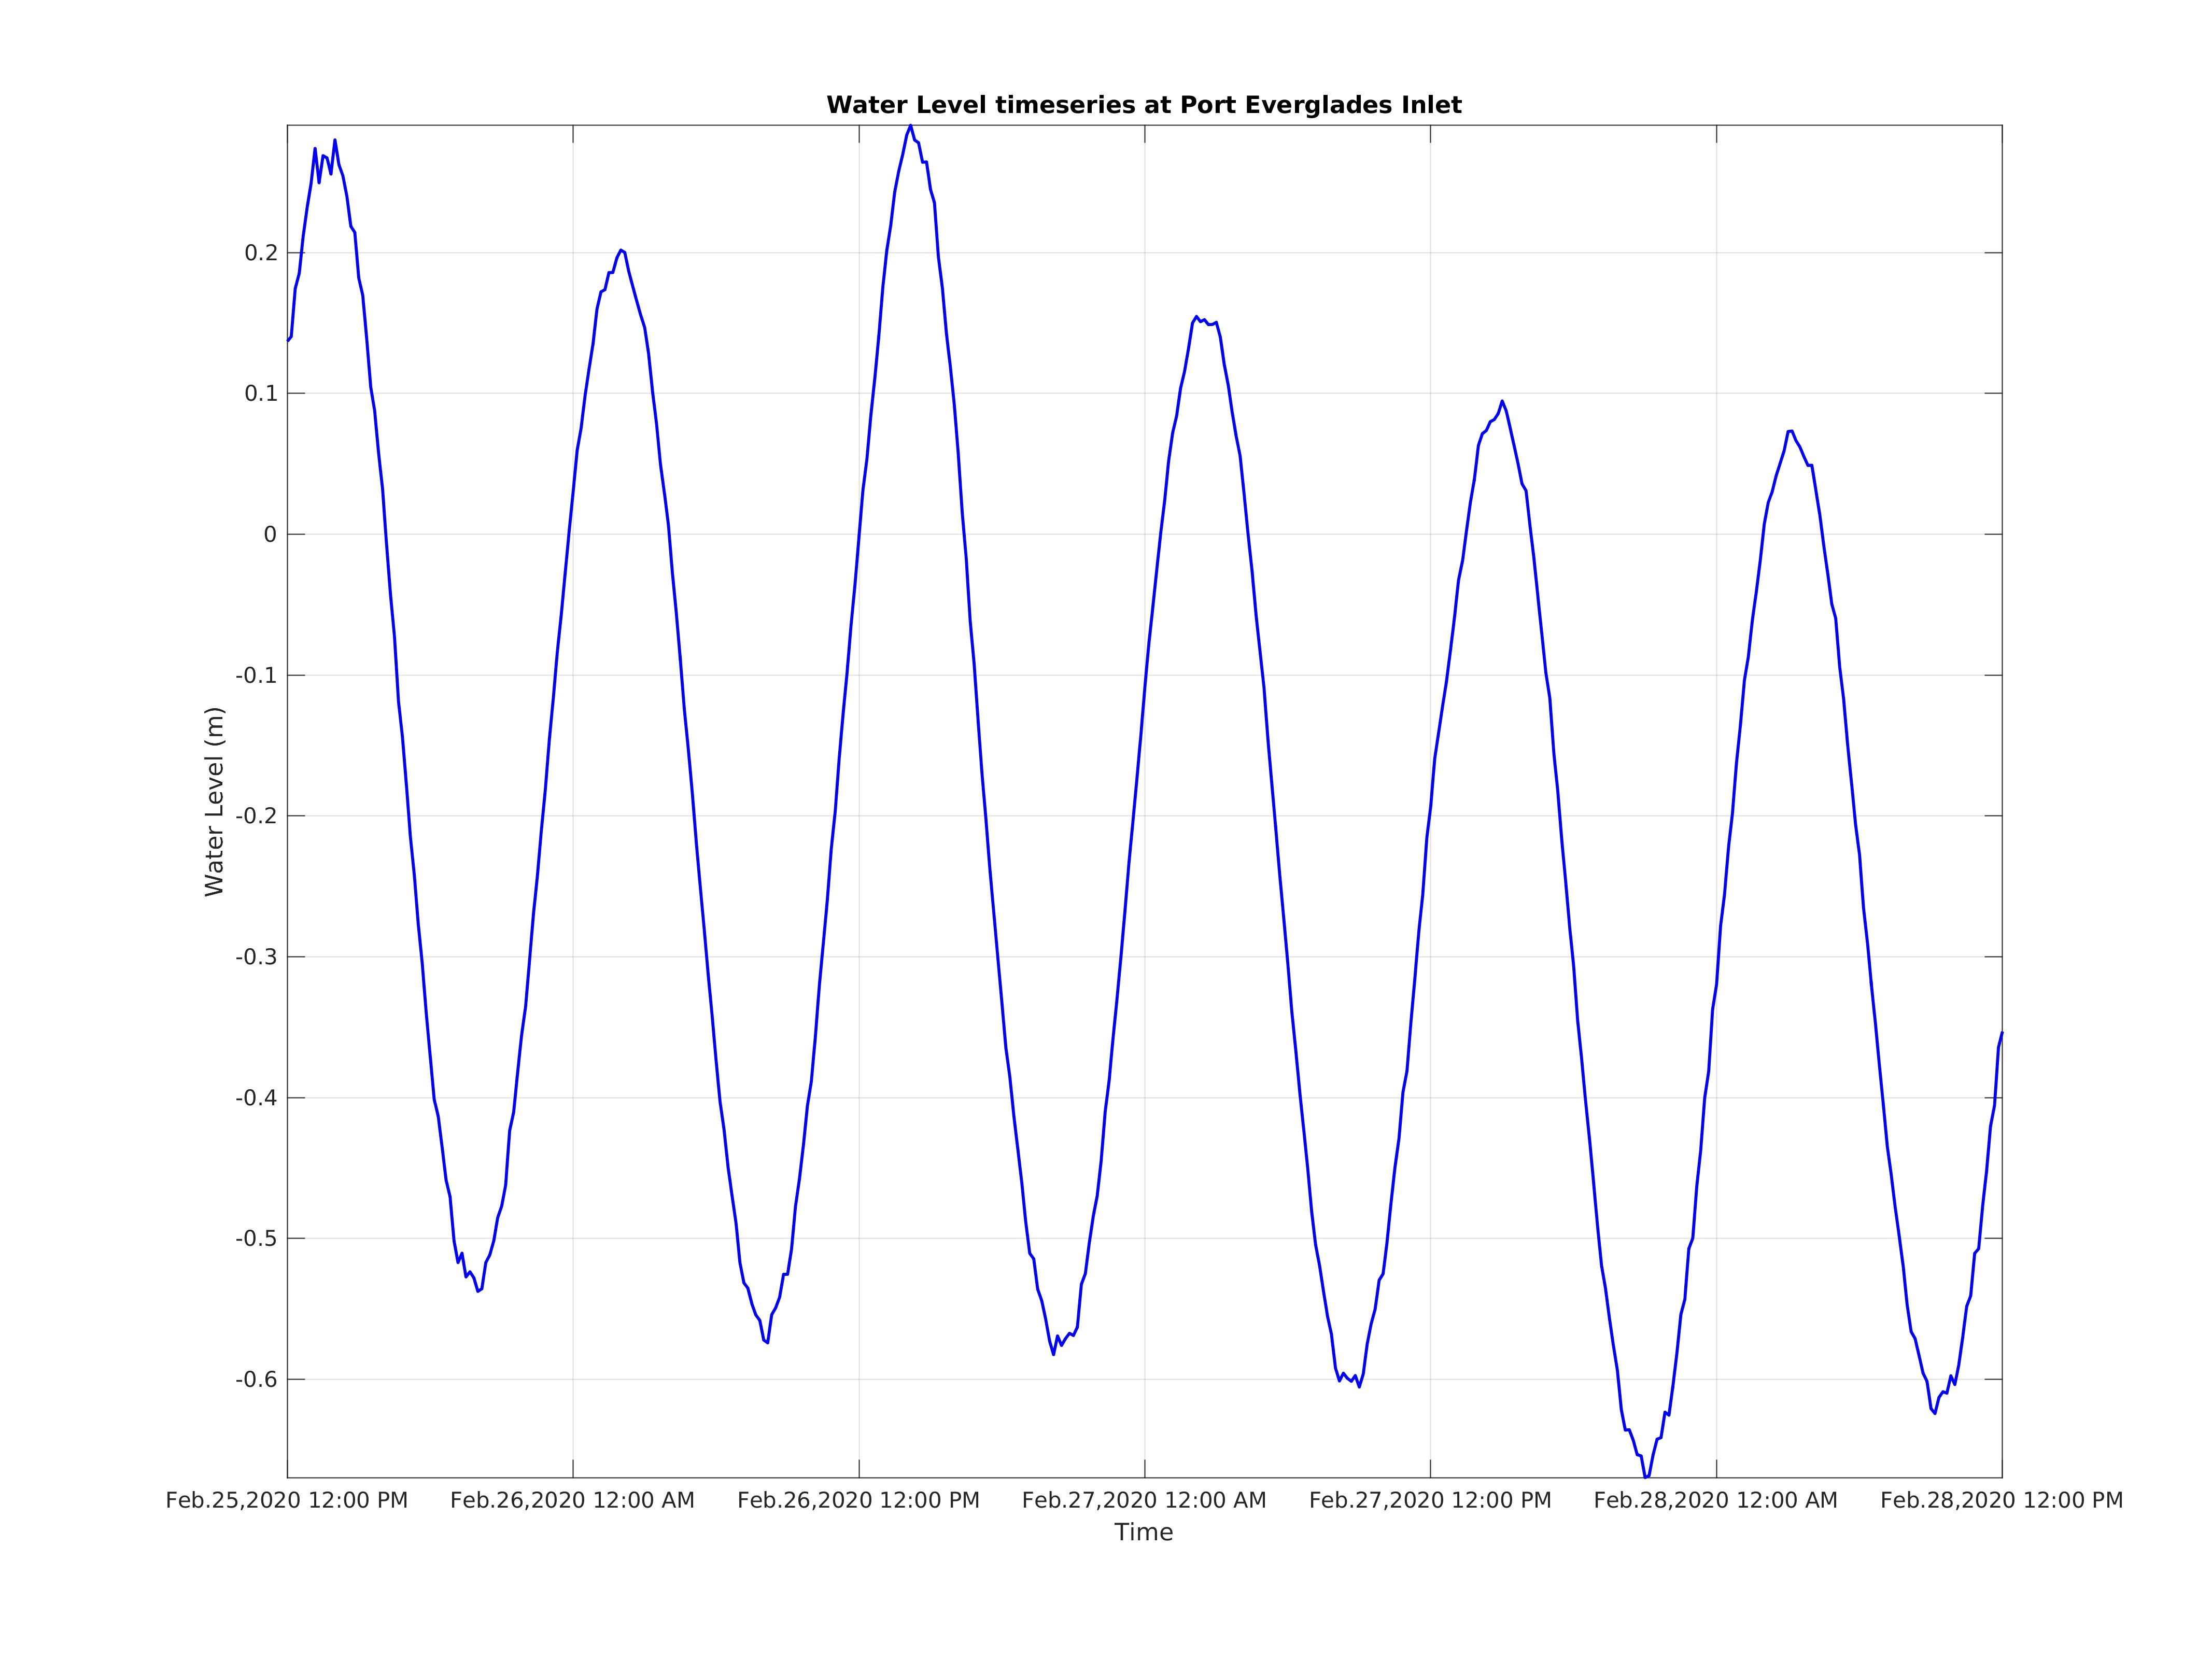 Water Level timeseries at Port Everglades Inlet
0.2
0.1
0
-0.1
-0.2
-0.3
-0.4
-0.5
-0.6
Water Level (m)
Feb.25,2020 12:00 PM Feb.26,2020 12:00 AM Feb.26,2020 12:00 PM Feb.27,2020 12:00 AM Feb.27,2020 12:00 PM Feb.28,2020 12:00 AM Feb.28,2020 12:00 PM
Time